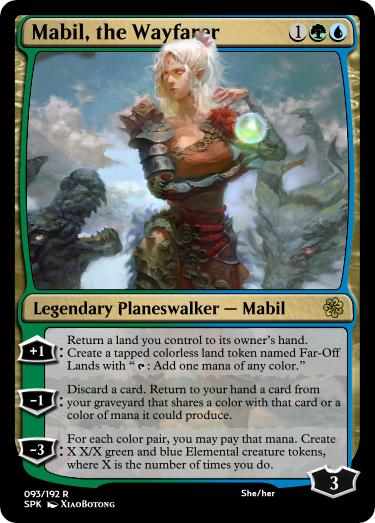 Mabil, the Wayfarer 1
Legendary Planeswalker — Mabil
+1 : Return a land you control to its owner's hand.
Create a tapped colorless land token named Far-Off
Lands with “ : Add one mana of any color.”
-1 : Discard a card. Return to your hand a card from
your graveyard that shares a color with that card or a
color of mana it could produce.
-3 : For each color pair, you may pay that mana. Create
X X/X green and blue Elemental creature tokens,
where X is the number of times you do.
3
093/192 R She/her
SPK XiaoBotong